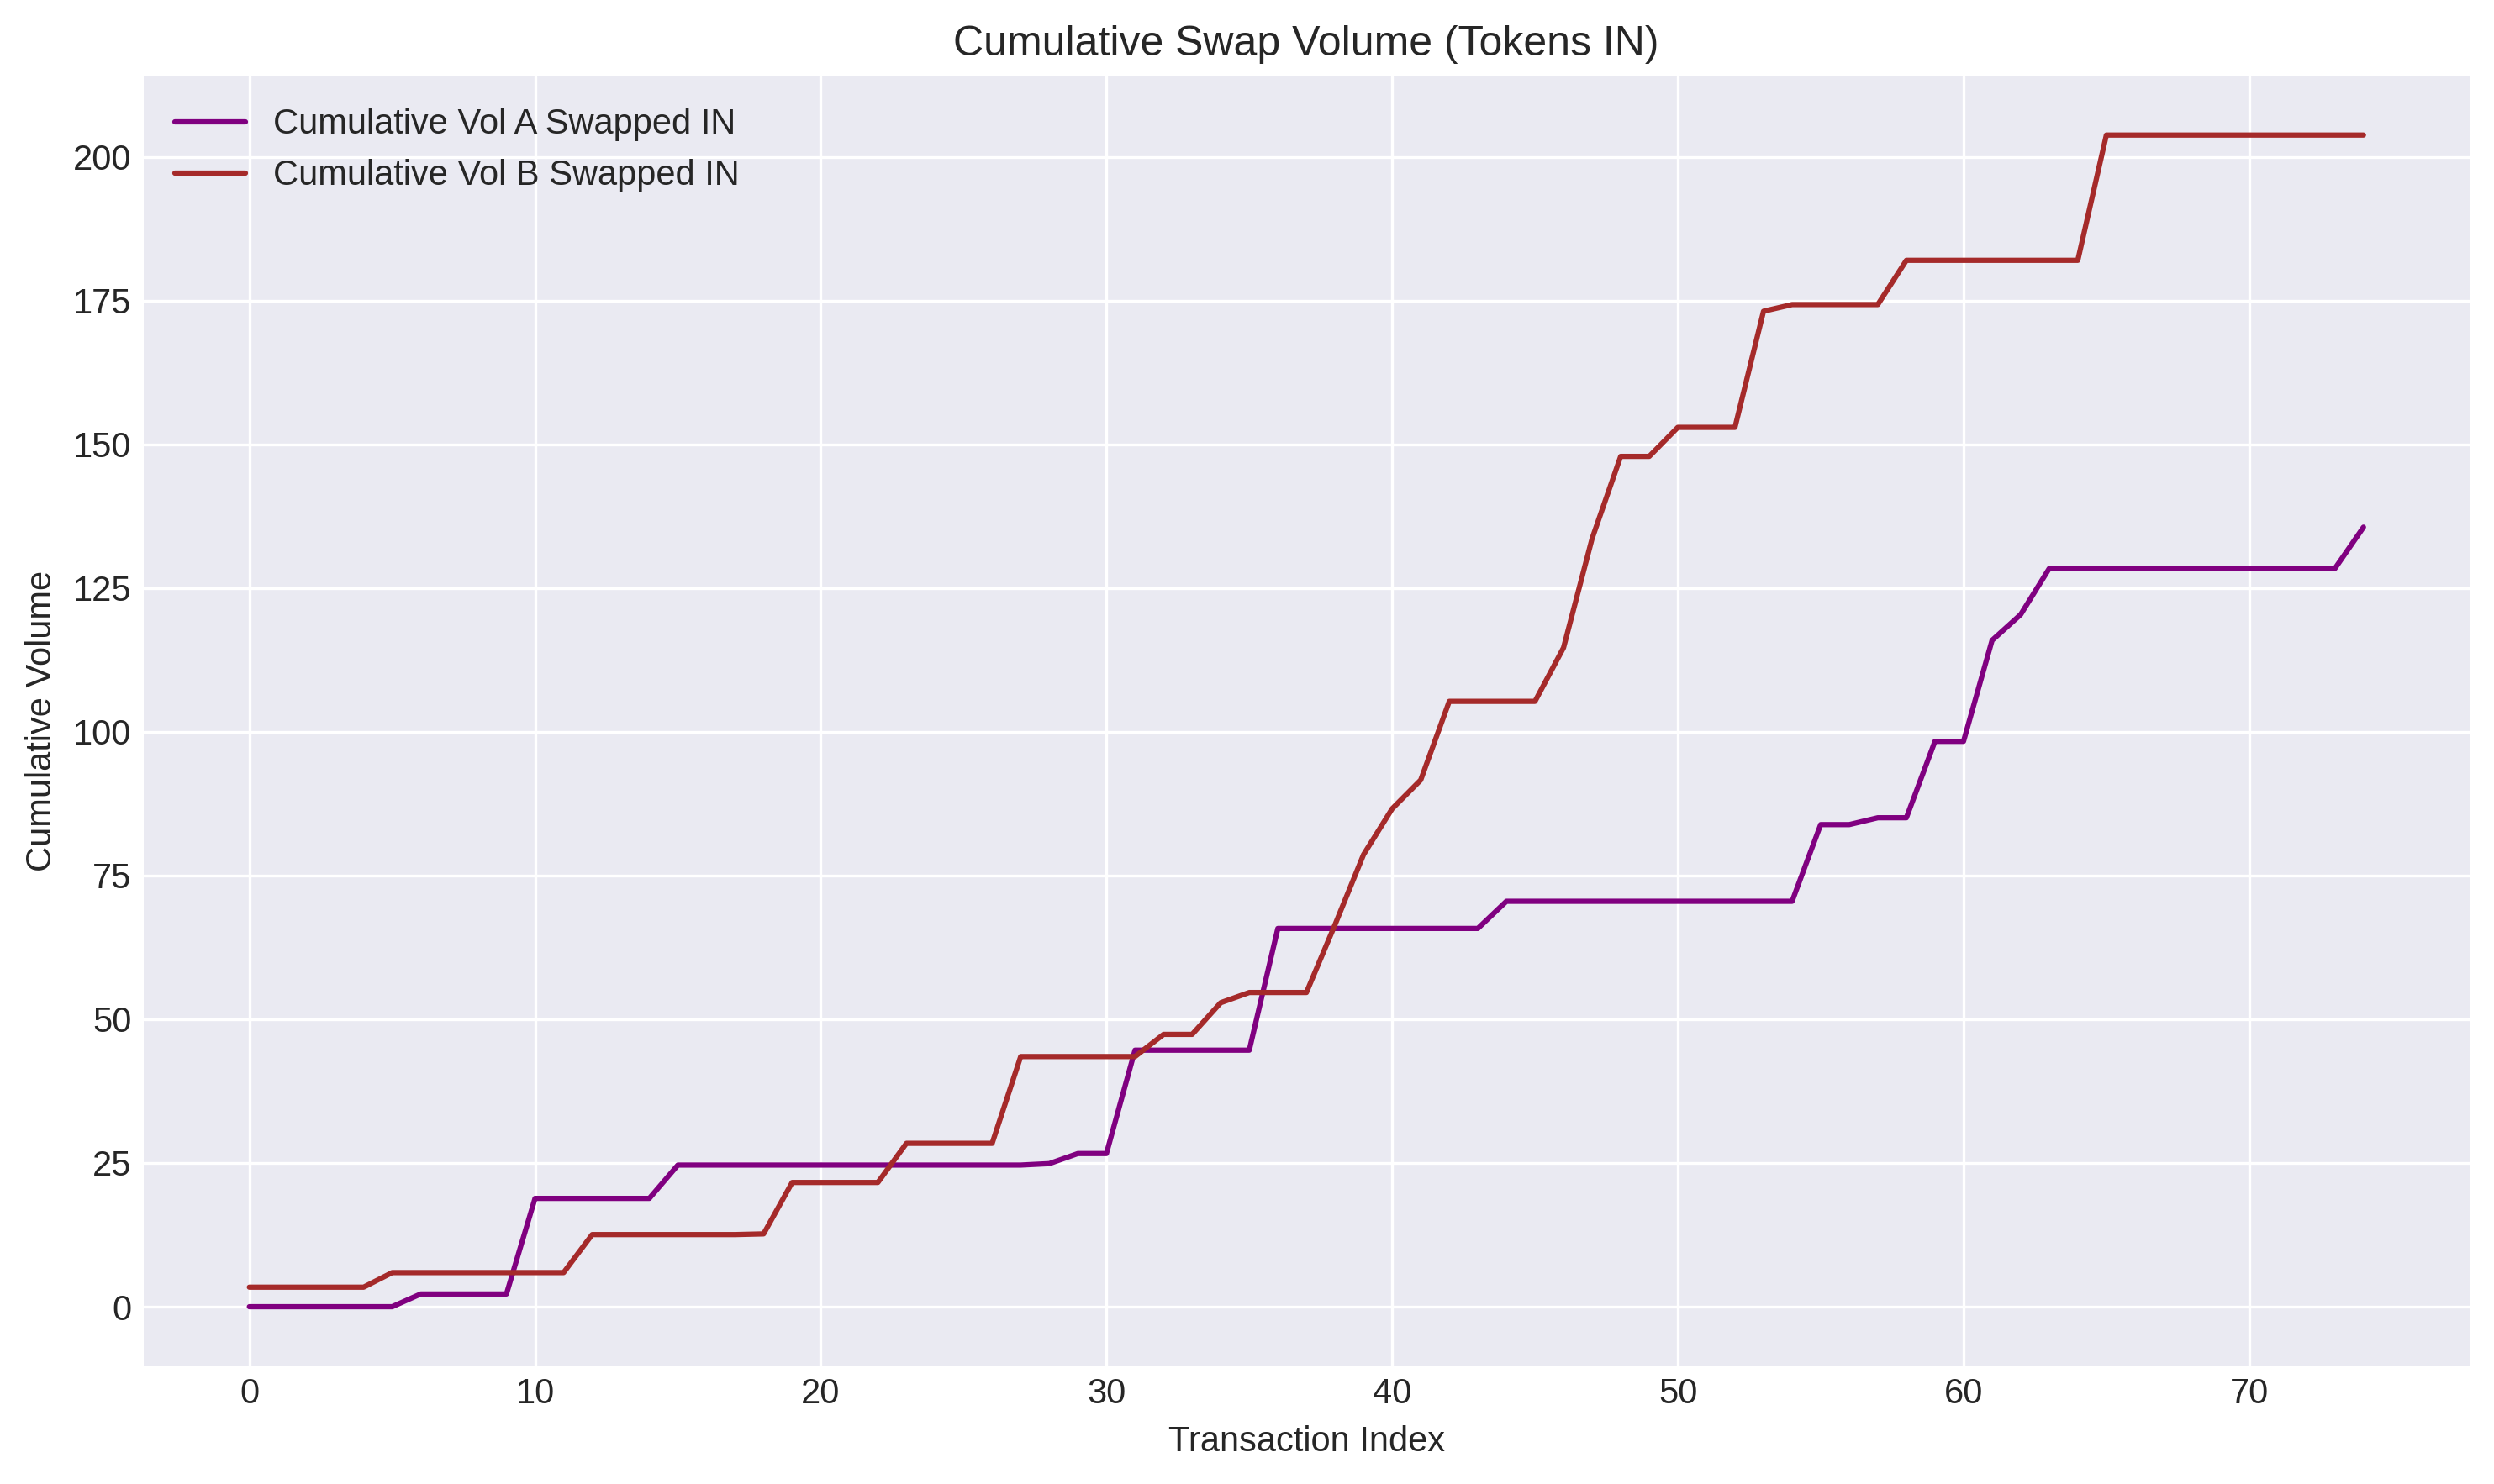 Cumulative Swap Volume (Tokens IN)
Cumulative Vol A Swapped IN
Cumulative Vol B Swapped IN
Cumulative Volume
200
175
150
125
100
75
50
25
0
0 10 20 30 40 50 60 70
Transaction Index